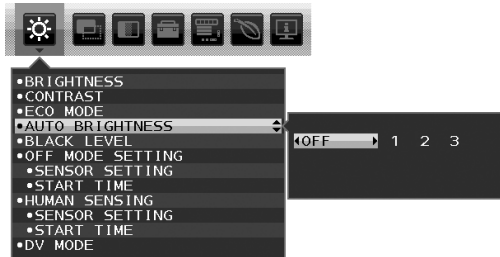 •BRIGHTNESS
•CONTRAST
•ECO MODE
•AUTO BRIGHTNESS
OFF 1 2 3
•BLACK LEVEL
•OFF MODE SETTING
•SENSOR SETTING
•START TIME
•HUMAN SENSING
•SENSOR SETTING
•START TIME
•DV MODE